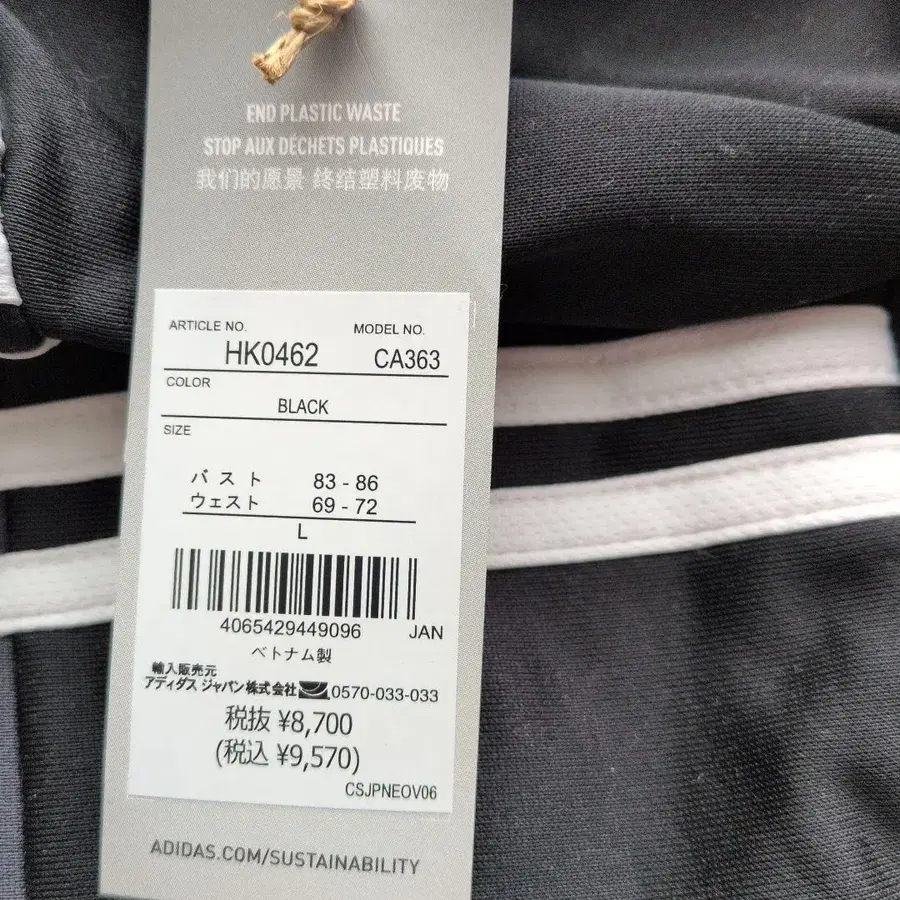 END PLASTIC WASTE
STOP AUX DÉCHETS PLASTIQUES
我们的愿景 終结塑料废物
ARTICLE NO. MODEL NO.
HK0462 CA363
COLOR
BLACK
SIZE
バスト 83 - 86
ウェスト 69 - 72
L
4065429449096 JAN
ベトナム製
輸入販売元
アディダス ジャパン株式会社 0570-033-033
税抜 ¥8,700
(税込 ¥9,570)
CSJPNEOV06
ADIDAS.COM/SUSTAINABILITY